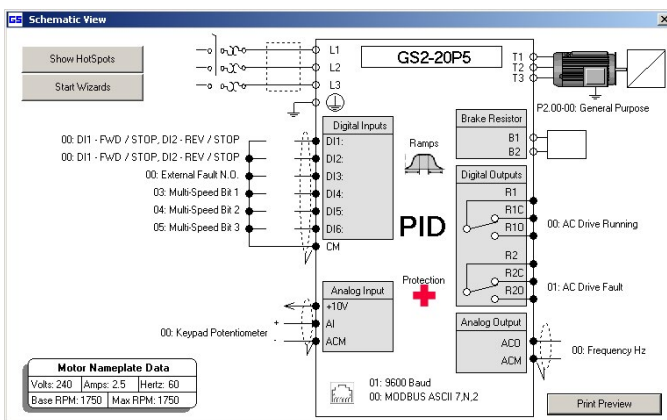 GS Schematic View
Show HotSpots
Start Wizards
L1
L2
L3
GS2-20P5
T1
T2
T3
P2.00-00: General Purpose
Digital Inputs
00: DI1 - FWD / STOP, DI2 - REV / STOP DI1:
00: DI1 - FWD / STOP, DI2 - REV / STOP DI2:
00: External Fault N.O. DI3:
03: Multi-Speed Bit 1 DI4:
04: Multi-Speed Bit 2 DI5:
05: Multi-Speed Bit 3 DI6:
CM
Ramps
PID
Protection
Brake Resistor
B1
B2
Digital Outputs
R1
R1C
R1O
00: AC Drive Running
R2
R2C
R2O
01: AC Drive Fault
Analog Input
+10V
+ AI
00: Keypad Potentiometer
- ACM
Analog Output
ACO
ACM
00: Frequency Hz
Motor Nameplate Data
Volts: 240 Amps: 2.5 Hertz: 60
Base RPM: 1750 Max RPM: 1750
01: 9600 Baud
00: MODBUS ASCII 7,N,2
Print Preview